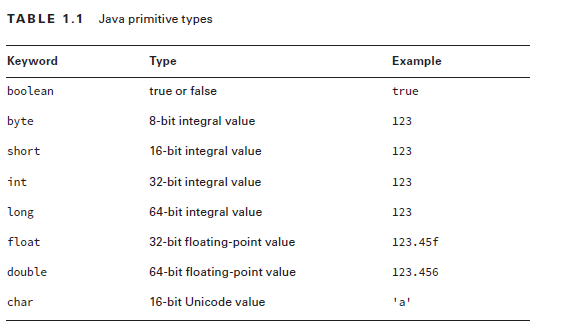 TABLE 1.1 Java primitive types
Keyword Type Example
boolean true or false true
byte 8-bit integral value 123
short 16-bit integral value 123
int 32-bit integral value 123
long 64-bit integral value 123
float 32-bit floating-point value 123.45f
double 64-bit floating-point value 123.456
char 16-bit Unicode value 'a'